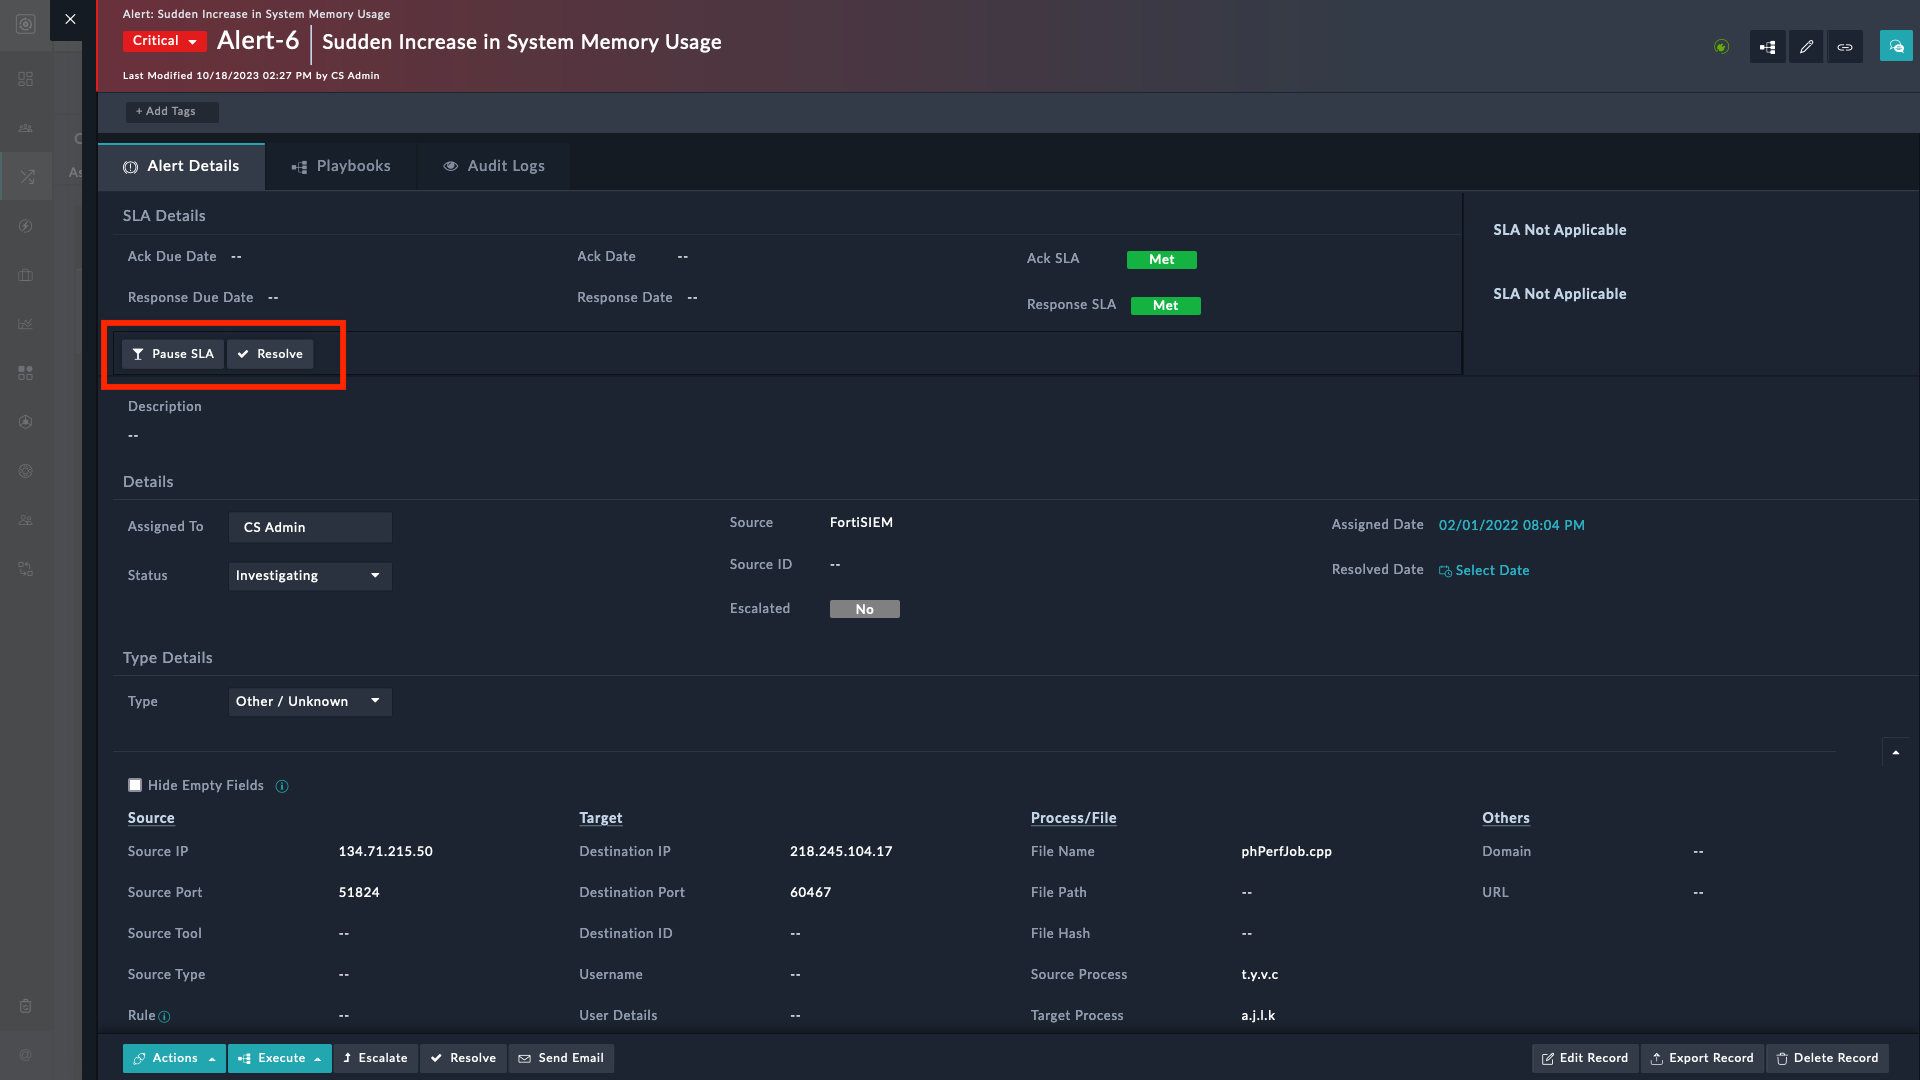 Alert: Sudden Increase in System Memory Usage
Critical Alert-6 Sudden Increase in System Memory Usage
Last Modified 10/18/2023 02:27 PM by CS Admin
+ Add Tags
Alert Details Playbooks Audit Logs
SLA Details
Ack Due Date -- Ack Date -- Ack SLA Met
Response Due Date -- Response Date -- Response SLA Met
SLA Not Applicable
SLA Not Applicable
Pause SLA Resolve
Description
--
Details
Assigned To CS Admin Source FortiSIEM Assigned Date 02/01/2022 08:04 PM
Status Investigating Source ID -- Resolved Date Select Date
Escalated No
Type Details
Type Other / Unknown
Hide Empty Fields
Source Target Process/File Others
Source IP 134.71.215.50 Destination IP 218.245.104.17 File Name phPerfJob.cpp Domain --
Source Port 51824 Destination Port 60467 File Path -- URL --
Source Tool -- Destination ID -- File Hash --
Source Type -- Username -- Source Process t.y.v.c
Rule -- User Details -- Target Process a.j.l.k
Actions Execute Escalate Resolve Send Email Edit Record Export Record Delete Record